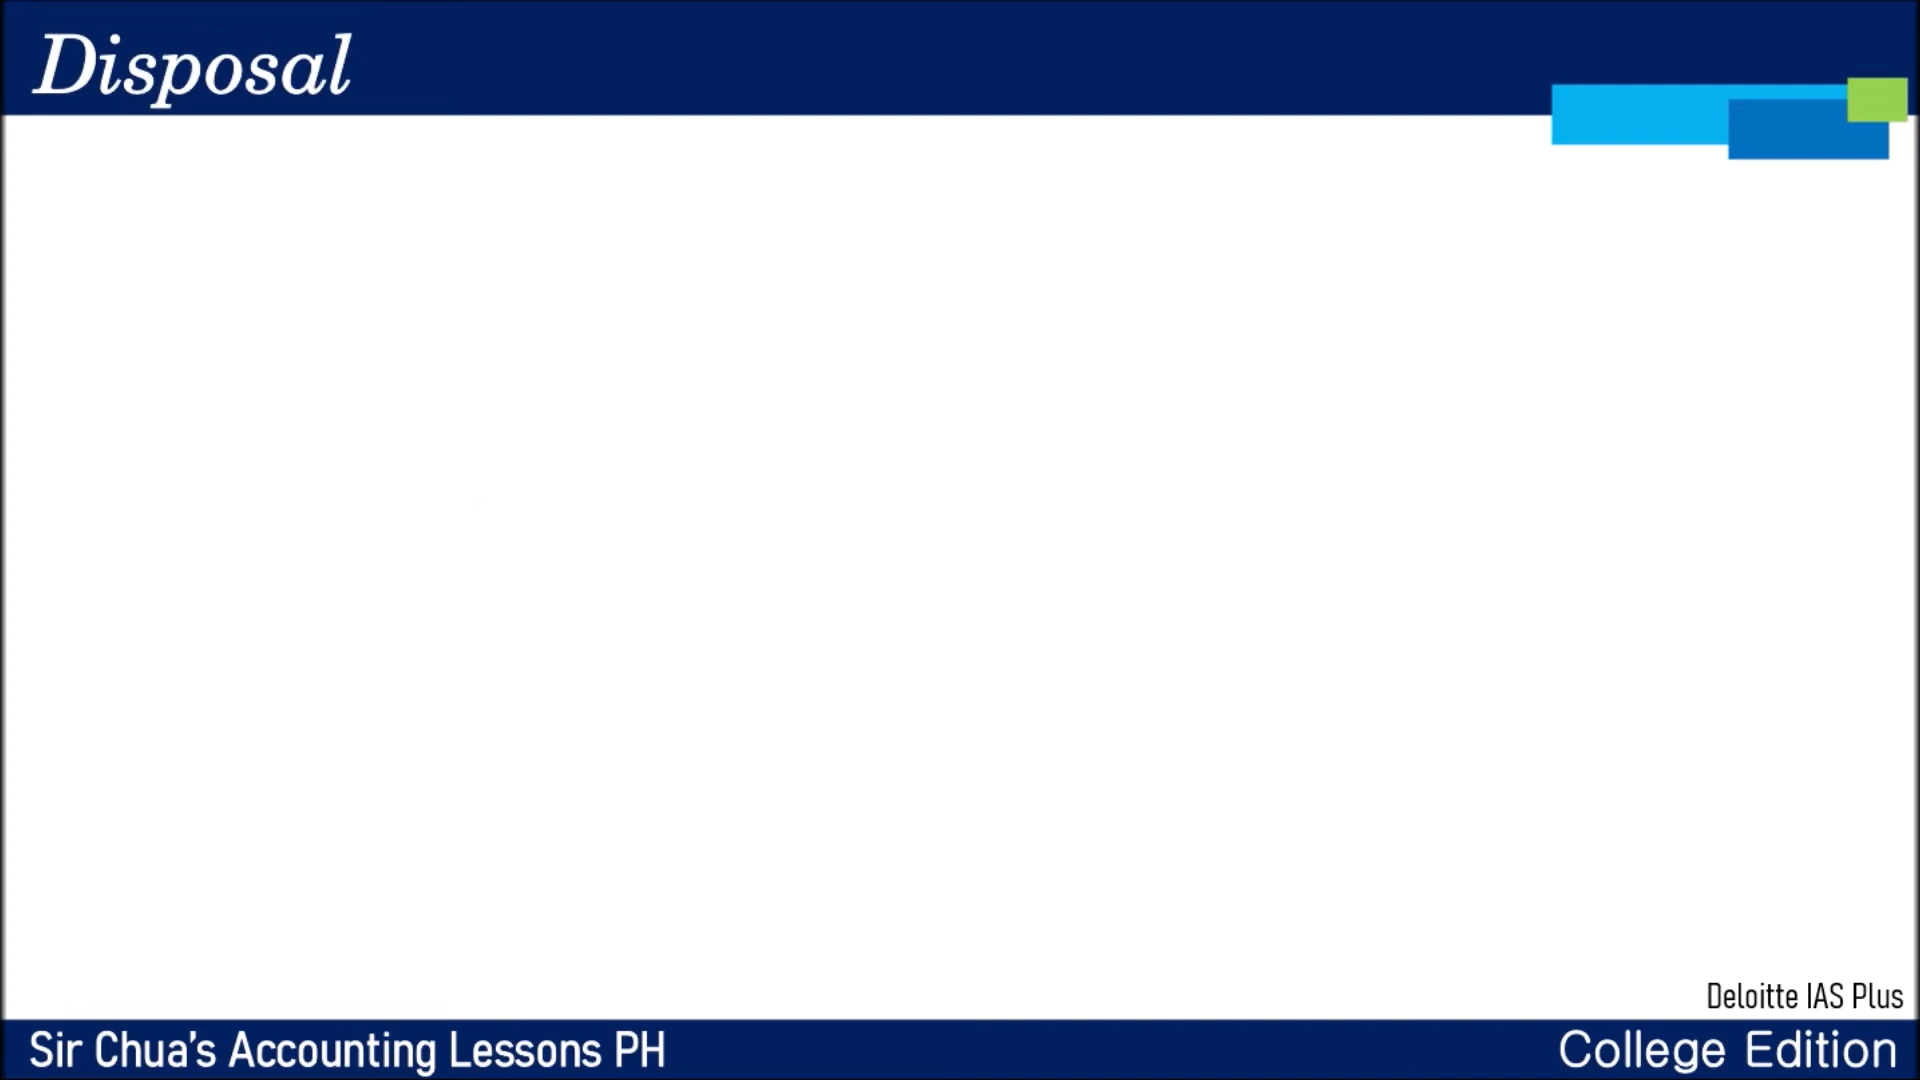 Disposal
Deloitte IAS Plus
Sir Chua's Accounting Lessons PH
College Edition